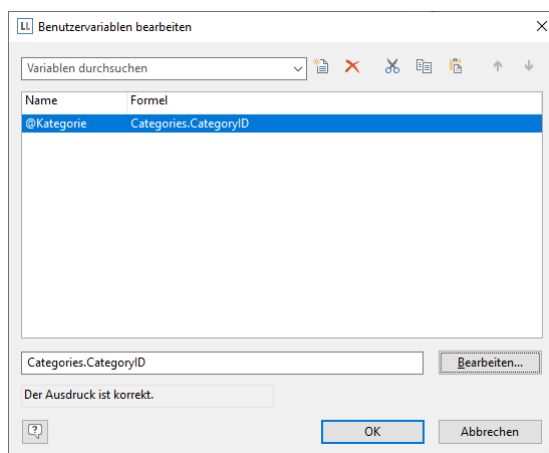 LL Benutzervariablen bearbeiten
Variablen durchsuchen
Name Formel
@Kategorie Categories.CategoryID
Categories.CategoryID Bearbeiten...
Der Ausdruck ist korrekt.
OK Abbrechen